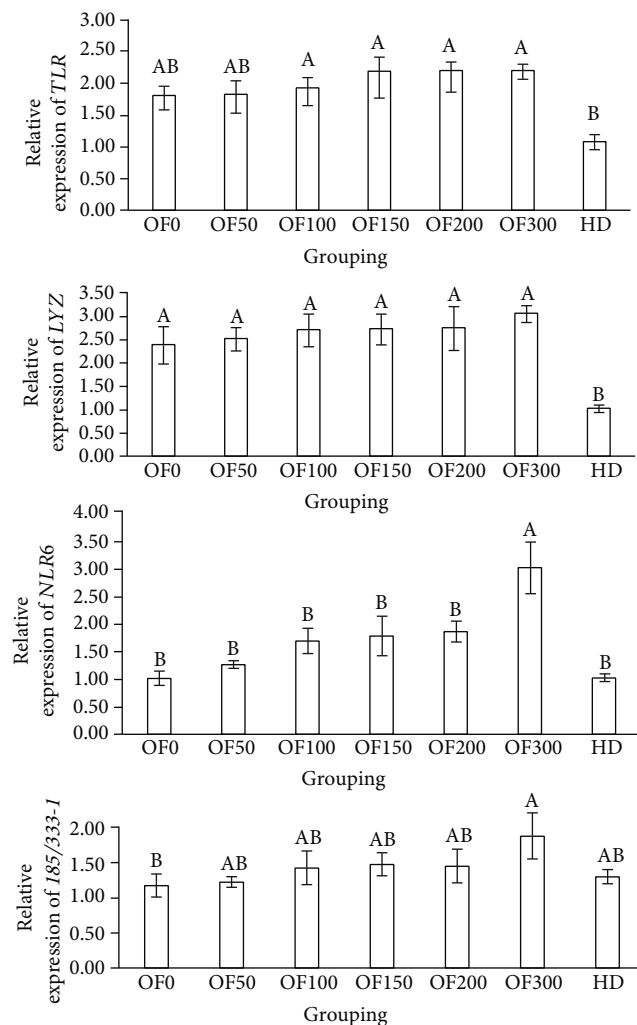 Relative
expression of TLR
3.00
2.50
2.00
1.50
1.00
0.50
0.00
AB AB A A A A B
OF0 OF50 OF100 OF150 OF200 OF300 HD
Grouping
Relative
expression of LYZ
3.50
3.00
2.50
2.00
1.50
1.00
0.50
0.00
A A A A A A B
OF0 OF50 OF100 OF150 OF200 OF300 HD
Grouping
Relative
expression of NLR6
4.00
3.50
3.00
2.50
2.00
1.50
1.00
0.50
0.00
B B B B B A B
OF0 OF50 OF100 OF150 OF200 OF300 HD
Grouping
Relative
expression of 185/333-1
2.00
1.50
1.00
0.50
0.00
B AB AB AB AB A AB
OF0 OF50 OF100 OF150 OF200 OF300 HD
Grouping